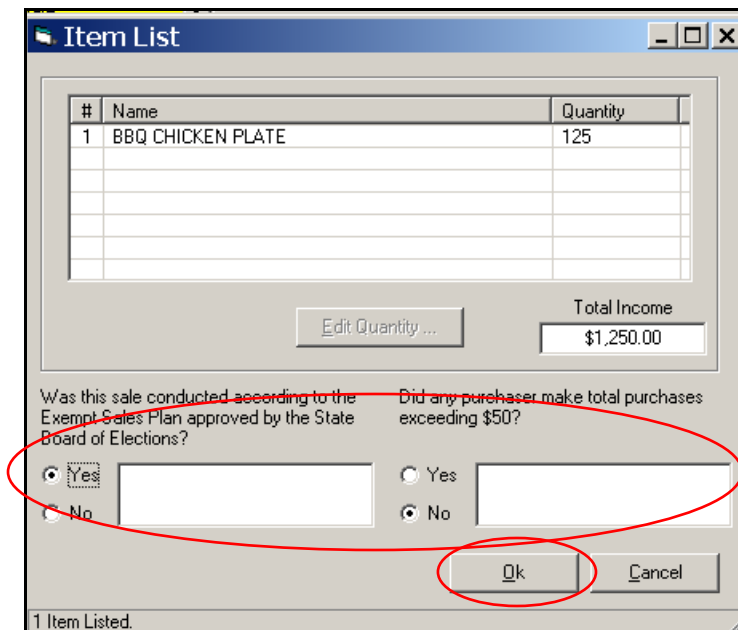 Item List
# Name Quantity
1 BBQ CHICKEN PLATE 125
Edit Quantity ...
Total Income
$1,250.00
Was this sale conducted according to the
Exempt Sales Plan approved by the State
Board of Elections?
Yes
No
Did any purchaser make total purchases
exceeding $50?
Yes
No
Ok Cancel
1 Item Listed.